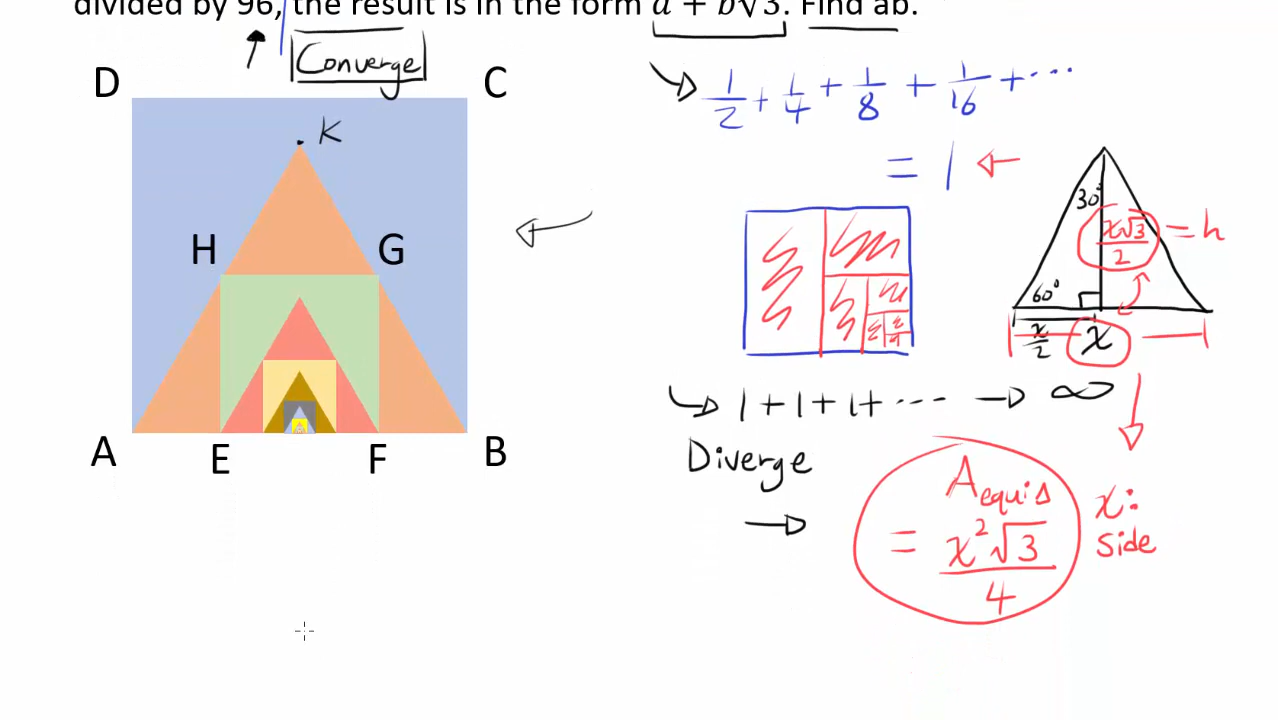 divided by 96, the result is in the form a + b√3. Find ab.
Converge
D
C
K
H
G
A
E
F
B
1/2 + 1/4 + 1/8 + 1/16 + ...
= 1
30°
x√3/2 = h
60°
x/2
x
1 + 1 + 1 + ... → ∞
Diverge
A equi Δ
= x²√3/4
x:
side